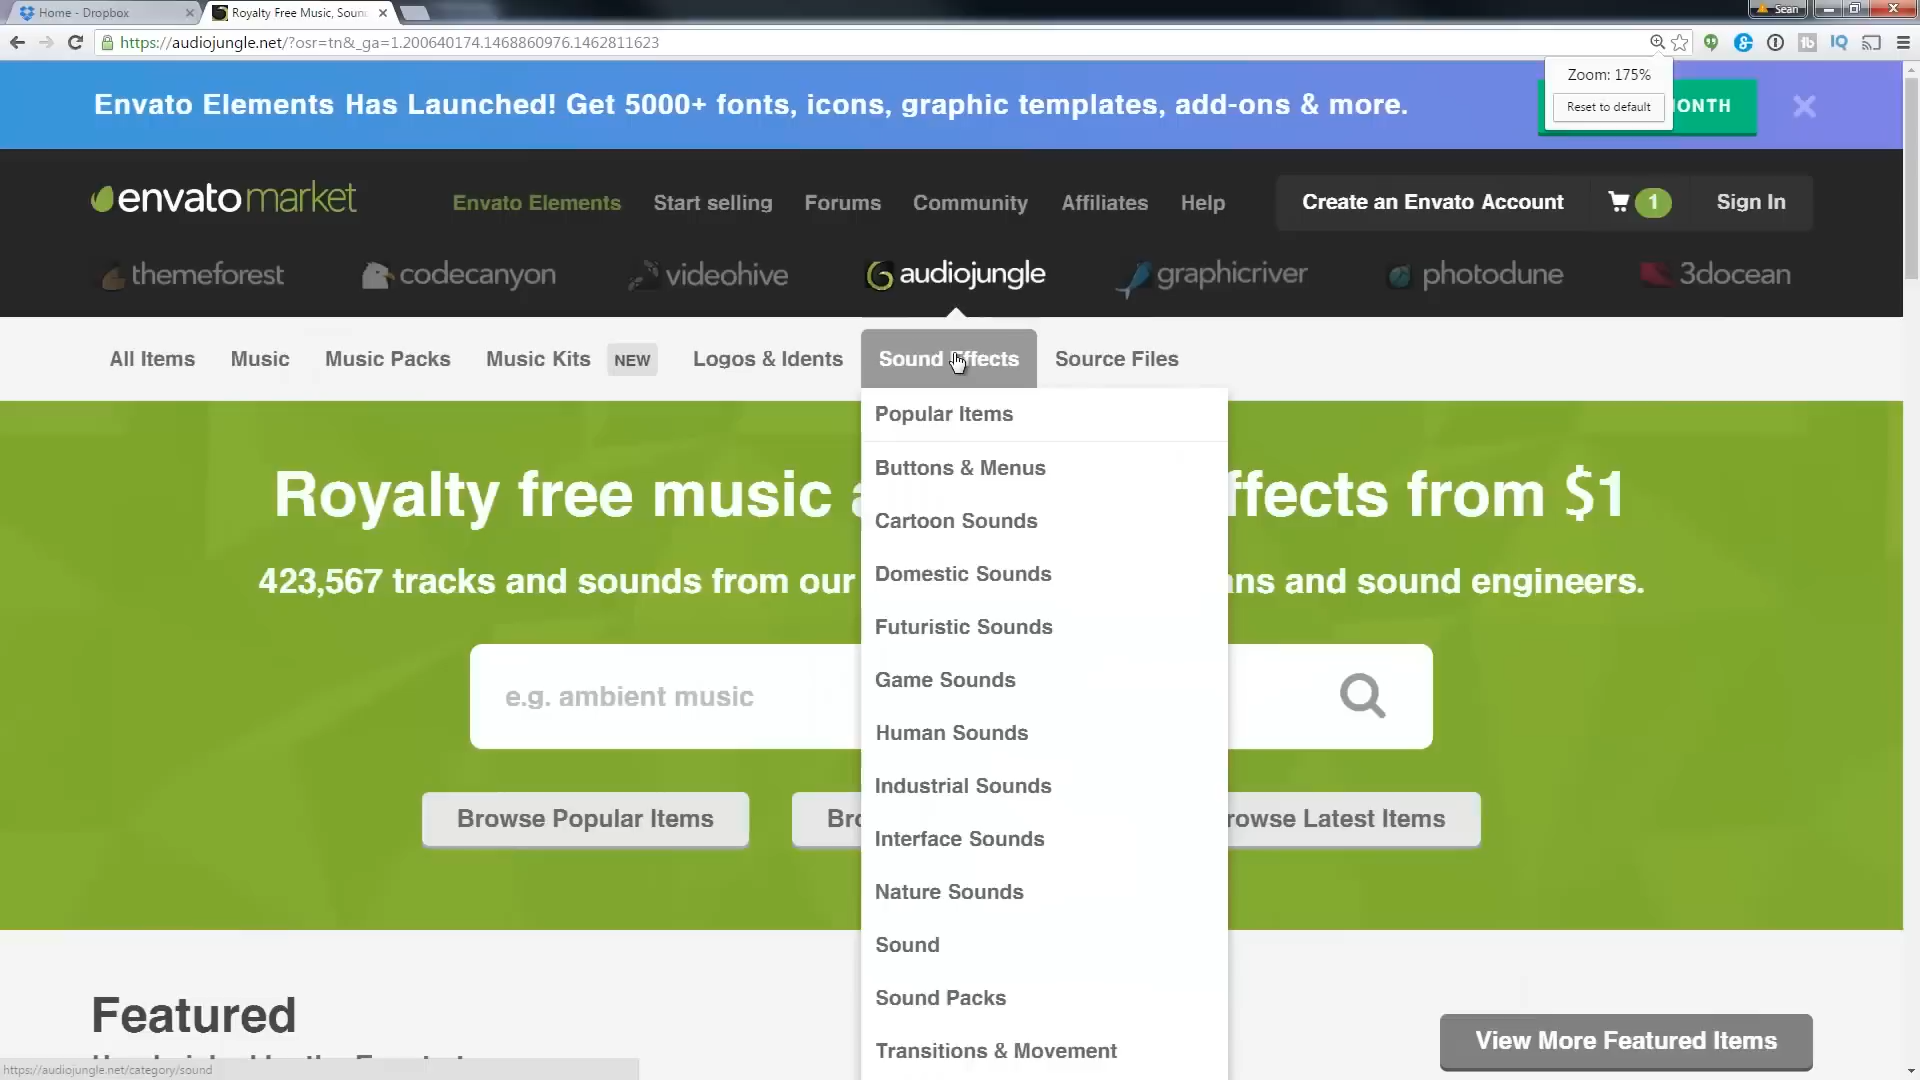 Home - Dropbox
Royalty Free Music, Soun
Sean
https://audiojungle.net/?osr=tn&_ga=1.200640174.1468860976.1462811623
Zoom: 175%
Reset to default
Envato Elements Has Launched! Get 5000+ fonts, icons, graphic templates, add-ons & more.
MONTH
envatomarket
Envato Elements
Start selling
Forums
Community
Affiliates
Help
Create an Envato Account
1
Sign In
themeforest
codecanyon
videohive
audiojungle
graphicriver
photodune
3docean
All Items
Music
Music Packs
Music Kits
NEW
Logos & Idents
Sound Effects
Source Files
Popular Items
Buttons & Menus
Cartoon Sounds
Domestic Sounds
Futuristic Sounds
Game Sounds
Human Sounds
Industrial Sounds
Interface Sounds
Nature Sounds
Sound
Sound Packs
Transitions & Movement
Royalty free music a ffects from $1
423,567 tracks and sounds from our ns and sound engineers.
e.g. ambient music
Browse Popular Items
Bro
rowse Latest Items
Featured
View More Featured Items
https://audiojungle.net/category/sound